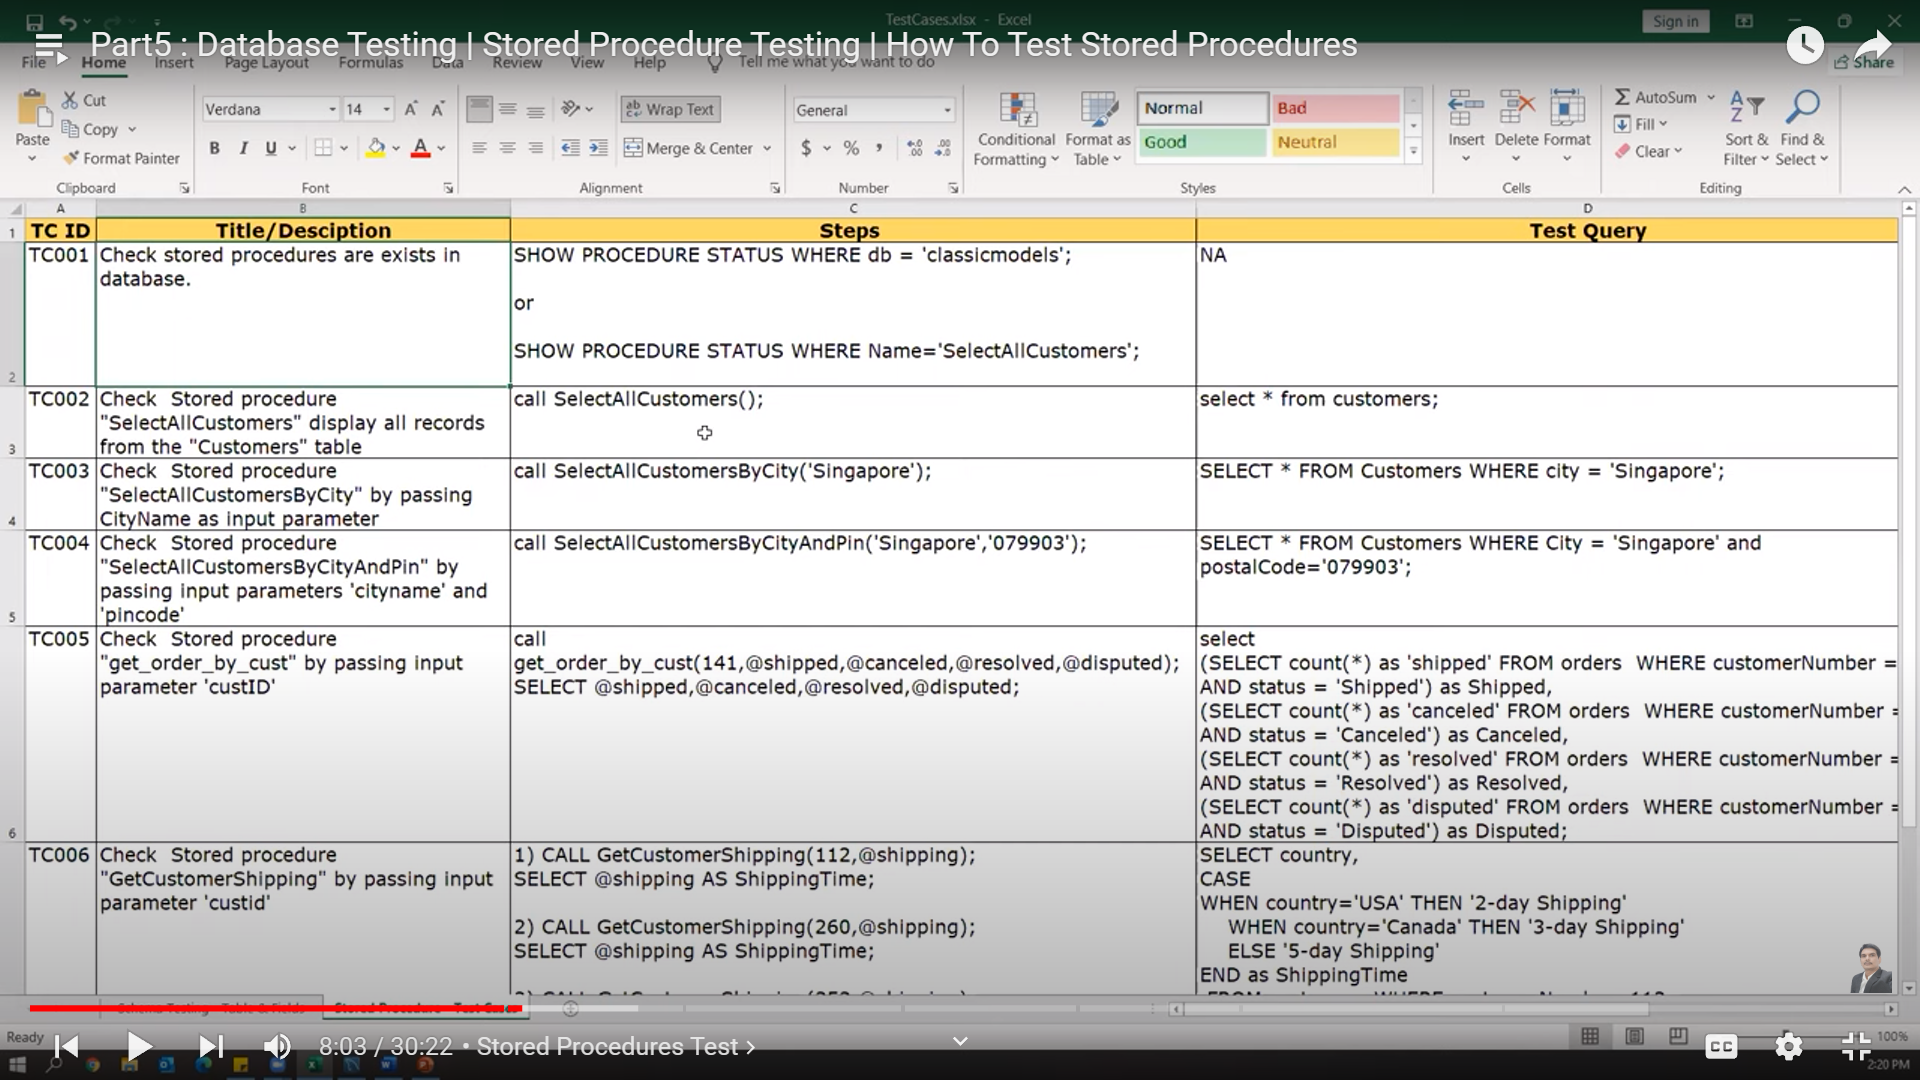 TestCases.xlsx - Excel
Sign in
Part5 : Database Testing | Stored Procedure Testing | How To Test Stored Procedures
File Home Insert Page Layout Formulas Data Review View Help Tell me what you want to do Share
Cut
Copy
Format Painter
Paste
Clipboard
Verdana 14
B I U
Font
Wrap Text
Merge & Center
Alignment
General
$ % ,
Number
Conditional Formatting
Format as Table
Normal Bad
Good Neutral
Styles
Insert Delete Format
Cells
AutoSum
Fill
Clear
Sort & Filter
Find & Select
Editing
A B C D
1 TC ID Title/Desciption Steps Test Query
2
TC001
Check stored procedures are exists in
database.
SHOW PROCEDURE STATUS WHERE db = 'classicmodels';
or
SHOW PROCEDURE STATUS WHERE Name='SelectAllCustomers';
NA
3
TC002
Check  Stored procedure
"SelectAllCustomers" display all records
from the "Customers" table
call SelectAllCustomers();
select * from customers;
4
TC003
Check  Stored procedure
"SelectAllCustomersByCity" by passing
CityName as input parameter
call SelectAllCustomersByCity('Singapore');
SELECT * FROM Customers WHERE city = 'Singapore';
5
TC004
Check  Stored procedure
"SelectAllCustomersByCityAndPin" by
passing input parameters 'cityname' and
'pincode'
call SelectAllCustomersByCityAndPin('Singapore','079903');
SELECT * FROM Customers WHERE City = 'Singapore' and
postalCode='079903';
6
TC005
Check  Stored procedure
"get_order_by_cust" by passing input
parameter 'custID'
call
get_order_by_cust(141,@shipped,@canceled,@resolved,@disputed);
SELECT @shipped,@canceled,@resolved,@disputed;
select
(SELECT count(*) as 'shipped' FROM orders  WHERE customerNumber =
AND status = 'Shipped') as Shipped,
(SELECT count(*) as 'canceled' FROM orders  WHERE customerNumber =
AND status = 'Canceled') as Canceled,
(SELECT count(*) as 'resolved' FROM orders  WHERE customerNumber =
AND status = 'Resolved') as Resolved,
(SELECT count(*) as 'disputed' FROM orders  WHERE customerNumber =
AND status = 'Disputed') as Disputed;
TC006
Check  Stored procedure
"GetCustomerShipping" by passing input
parameter 'custid'
1) CALL GetCustomerShipping(112,@shipping);
SELECT @shipping AS ShippingTime;
2) CALL GetCustomerShipping(260,@shipping);
SELECT @shipping AS ShippingTime;
SELECT country,
CASE
WHEN country='USA' THEN '2-day Shipping'
WHEN country='Canada' THEN '3-day Shipping'
ELSE '5-day Shipping'
END as ShippingTime
Ready
8:03 / 30:22 • Stored Procedures Test
CC
100%
2:20 PM